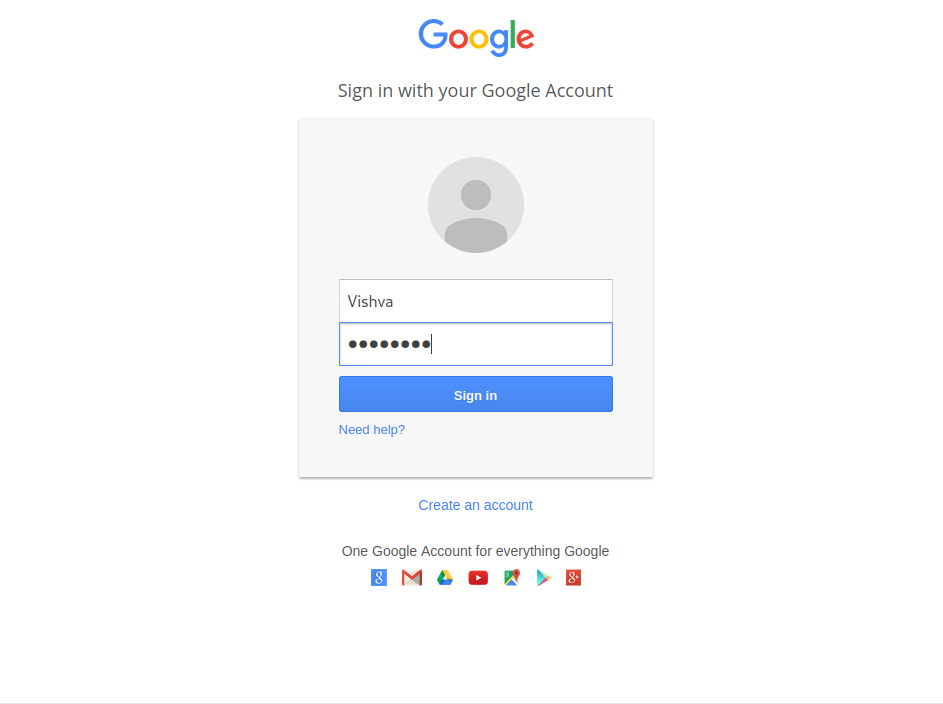 Google
Sign in with your Google Account
Vishva
●●●●●●●●
Sign in
Need help?
Create an account
One Google Account for everything Google